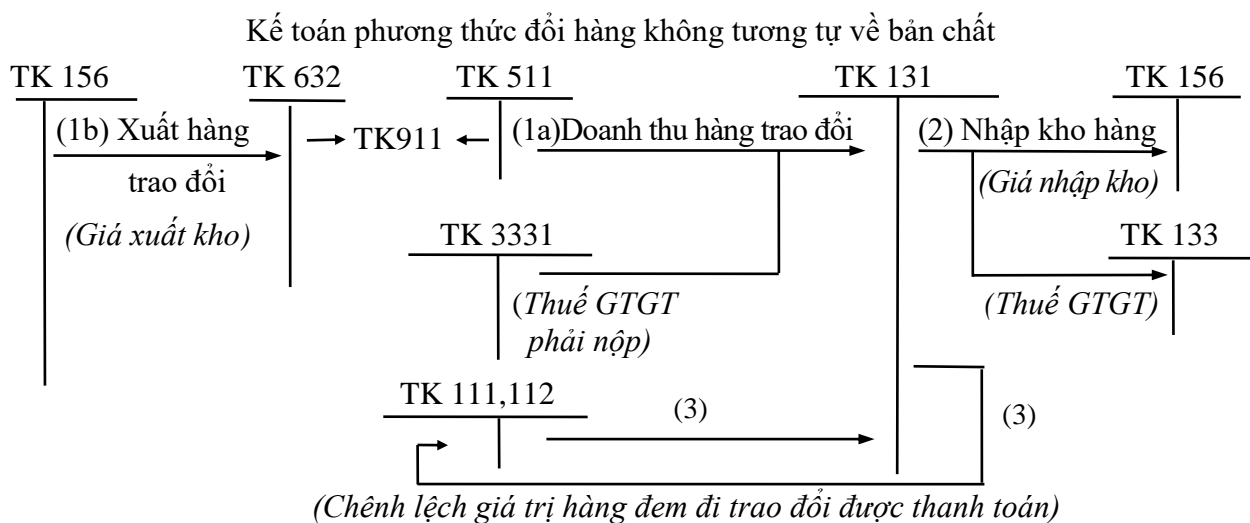 Kế toán phương thức đổi hàng không tương tự về bản chất
TK 156 TK 632 TK 511 TK 131 TK 156
(1b) Xuất hàng TK911 (1a)Doanh thu hàng trao đổi (2) Nhập kho hàng
trao đổi (Giá nhập kho)
(Giá xuất kho) TK 3331 TK 133
(Thuế GTGT (Thuế GTGT)
phải nộp)
TK 111,112 (3) (3)
(Chênh lệch giá trị hàng đem đi trao đổi được thanh toán)